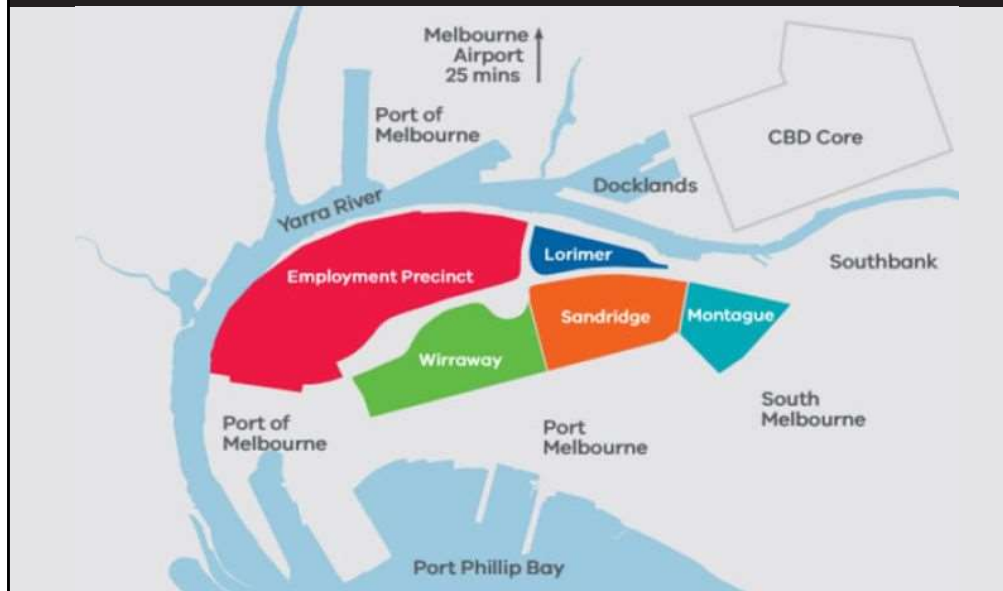 Melbourne
Airport
25 mins
Port of
Melbourne
CBD Core
Docklands
Yarra River
Lorimer
Southbank
Employment Precinct
Sandridge
Montague
Wirraway
South
Melbourne
Port of
Melbourne
Port
Melbourne
Port Phillip Bay